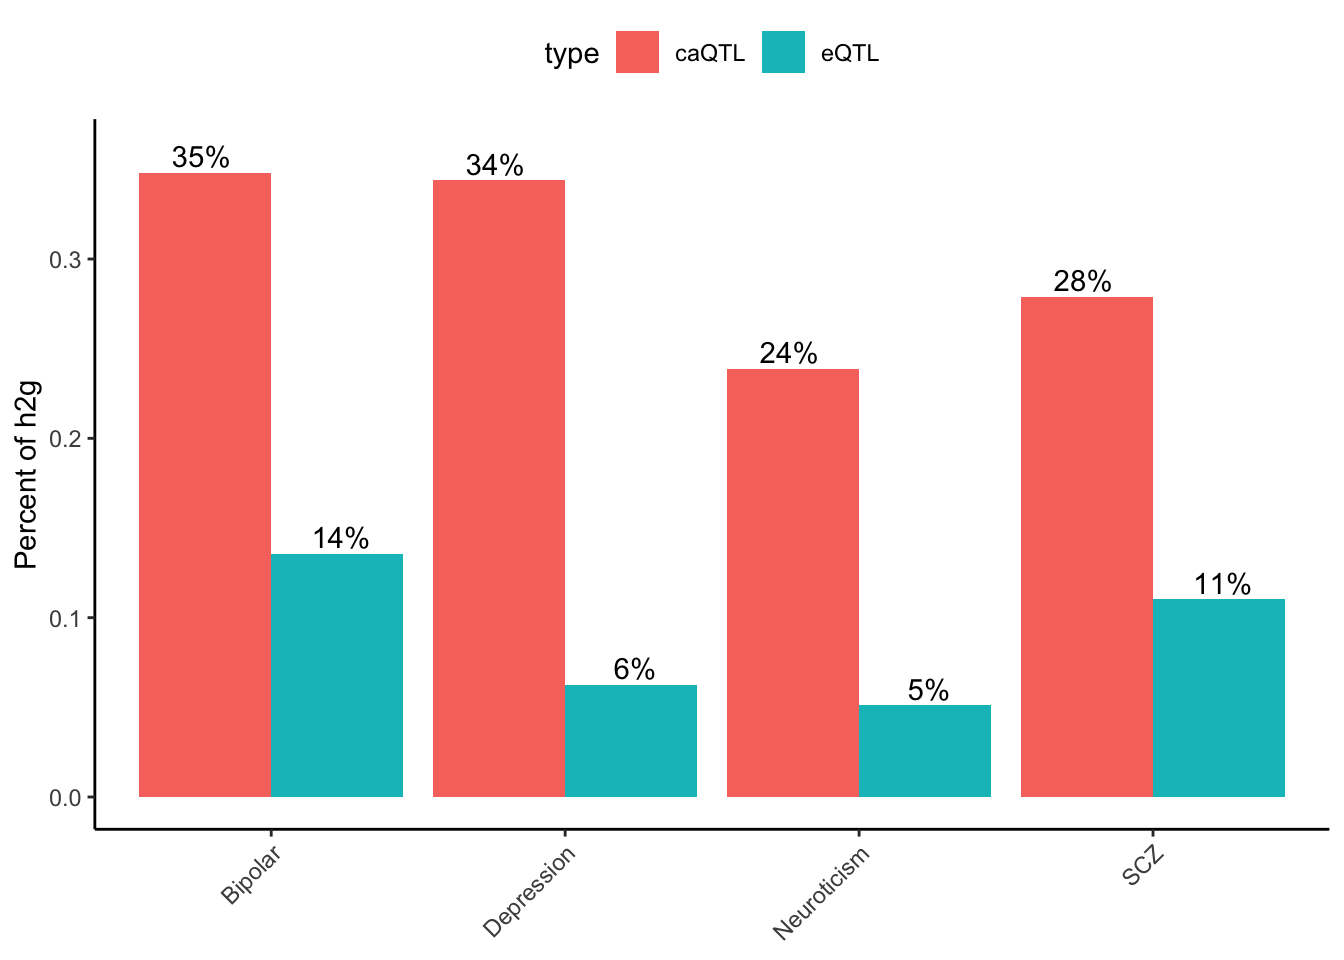 type caQTL eQTL
35%
34%
28%
24%
14%
11%
6%
5%
Percent of h2g
0.3
0.2
0.1
0.0
Bipolar
Depression
Neuroticism
SCZ